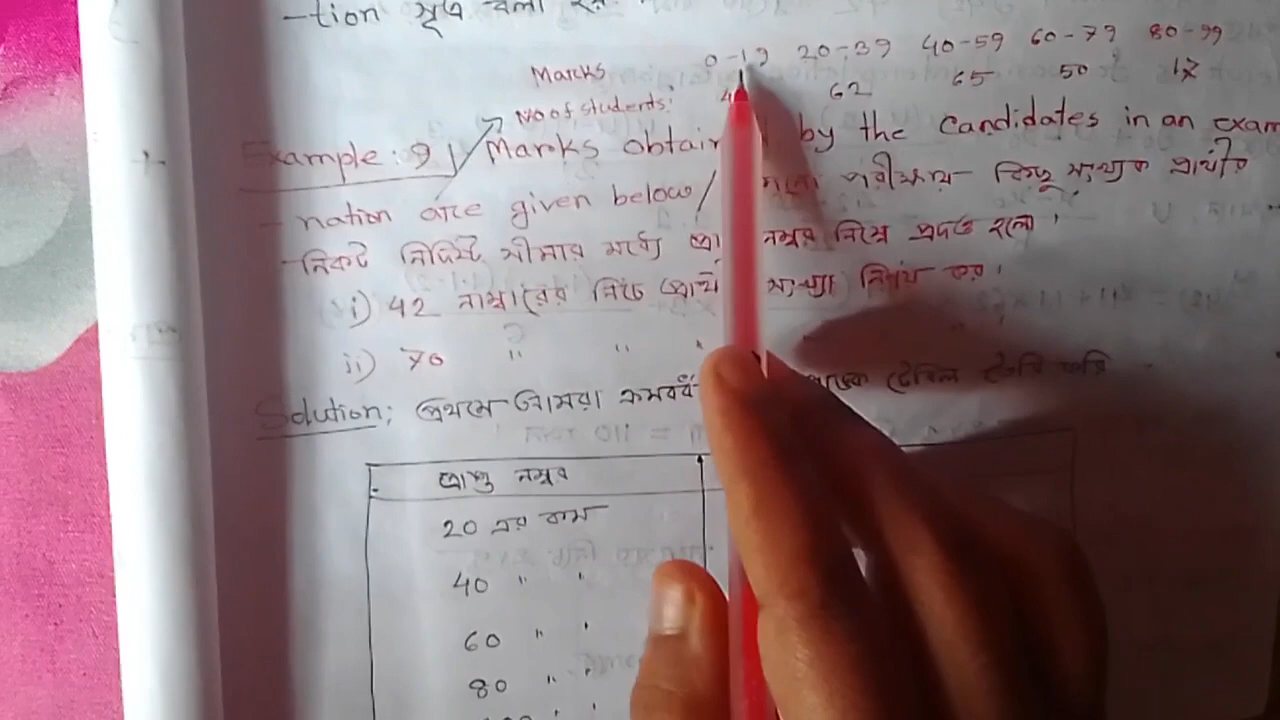 -tion সূত্র বলা হয়
Marks 0-19 20-39 40-59 60-79 80-99
No of students: 4 62 65 50 17
Example: 9) Marks obtain by the candidates in an exam
-nation are given below/ পরীক্ষায় কিছু সংখ্যক প্রার্থীর
-নিকট নির্দিষ্ট সীমার মধ্যে প্রা নম্বর নিম্নে প্রদত্ত হলো।
i) 42 নাম্বারের নিচে প্রার্থী সংখ্যা নির্ণয় কর।
ii) 70 " " "
Solution: প্রথমে আমরা ক্রমবর্ধ টেবিল তৈরি করি
প্রাপ্ত নম্বর
20 এর কম
40 " "
60 " "
80 " "